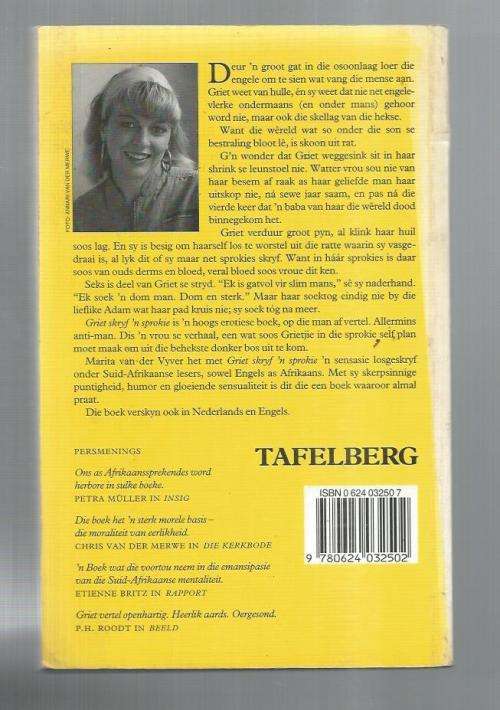 FOTO: ANNARI VAN DER MERWE
Deur 'n groot gat in die osoonlaag loer die
engele om te sien wat vang die mense aan.
Griet weet van hulle, én sy weet dat die net engele-
vlerke ondermaans (en onder mans) gehoor
word nie, maar ook die skellag van die hekse.
Want die wêreld wat so onder die son se
bestraling bloot lê, is skoon uit rat.
G'n wonder dat Griet weggesink sit in haar
shrink se leunstoel nie. Watter vrou sou nie van
haar besem af raak as haar geliefde man haar
uitskop nie, ná sewe jaar saam, en pas ná die
vierde keer dat 'n baba van haar die wêreld dood
binnegekom het.
Griet verduur groot pyn, al klink haar huil
soos lag. En sy is besig om haarself los te worstel uit die ratte waarin sy vasge-
draai is, al lyk dit of sy maar net sprokies skryf. Want in háár sprokies is daar
soos van ouds derms en bloed, veral bloed soos vroue dit ken.
Seks is deel van Griet se stryd. "Ek is gatvol vir slim mans," sê sy naderhand.
"Ek soek 'n dom man. Dom en sterk." Maar haar soektog eindig nie by die
lieflike Adam wat haar pad kruis nie; sy soek tóg na meer.
Griet skryf 'n sprokie is 'n hoogs erotiese boek, op die man af vertel. Allermins
anti-man. Dis 'n vrou se verhaal, een wat soos Grietjie in die sprokie self, plan
moet maak om uit die behekste donker bos uit te kom.
Marita van der Vyver het met Griet skryf 'n sprokie 'n sensasie losgeskryf
onder Suid-Afrikaanse lesers, sowel Engels as Afrikaans. Met sy skerpsinnige
puntigheid, humor en gloeiende sensualiteit is dit die een boek waaroor almal
praat.
Die boek verskyn ook in Nederlands en Engels.
PERSMENINGS
Ons as Afrikaanssprekendes word
herbore in sulke boeke.
PETRA MÜLLER IN INSIG
Die boek het 'n sterk morele basis –
die moraliteit van eerlikheid.
CHRIS VAN DER MERWE IN DIE KERKBODE
'n Boek wat die voortou neem in die emansipasie
van die Suid-Afrikaanse mentaliteit.
ETIENNE BRITZ IN RAPPORT
Griet vertel openhartig. Heerlik aards. Oergesond.
P.H. ROODT IN BEELD
TAFELBERG
ISBN 0 624 03250 7
9 780624 032502